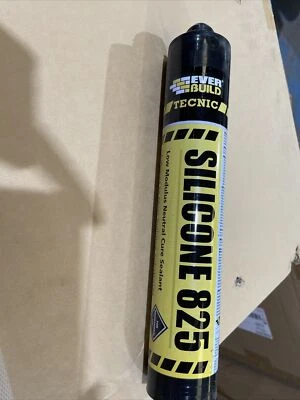 EVER
BUILD
TECNIC
SILICONE 825
Low Modulus Neutral Cure Sealant